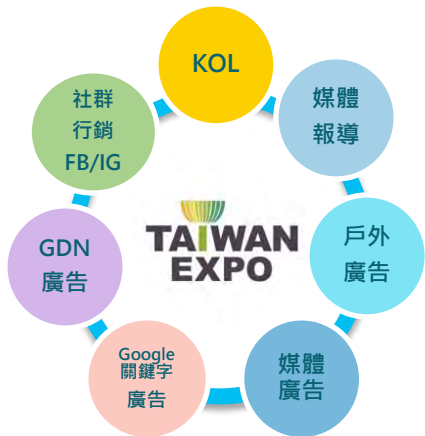 KOL
媒體
報導
戶外
廣告
媒體
廣告
Google
關鍵字
廣告
GDN
廣告
社群
行銷
FB/IG
TAIWAN
EXPO